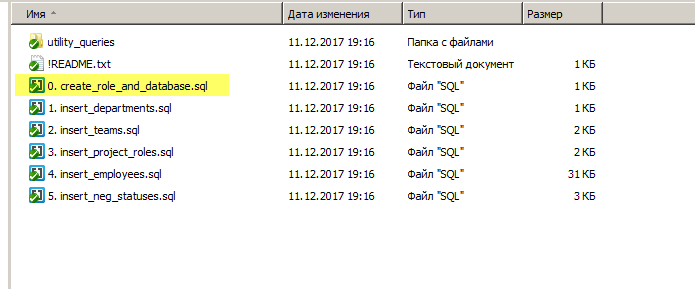 Имя Дата изменения Тип Размер
utility_queries 11.12.2017 19:16 Папка с файлами
!README.txt 11.12.2017 19:16 Текстовый документ 1 КБ
0. create_role_and_database.sql 11.12.2017 19:16 Файл "SQL" 1 КБ
1. insert_departments.sql 11.12.2017 19:16 Файл "SQL" 1 КБ
2. insert_teams.sql 11.12.2017 19:16 Файл "SQL" 2 КБ
3. insert_project_roles.sql 11.12.2017 19:16 Файл "SQL" 2 КБ
4. insert_employees.sql 11.12.2017 19:16 Файл "SQL" 31 КБ
5. insert_neg_statuses.sql 11.12.2017 19:16 Файл "SQL" 3 КБ